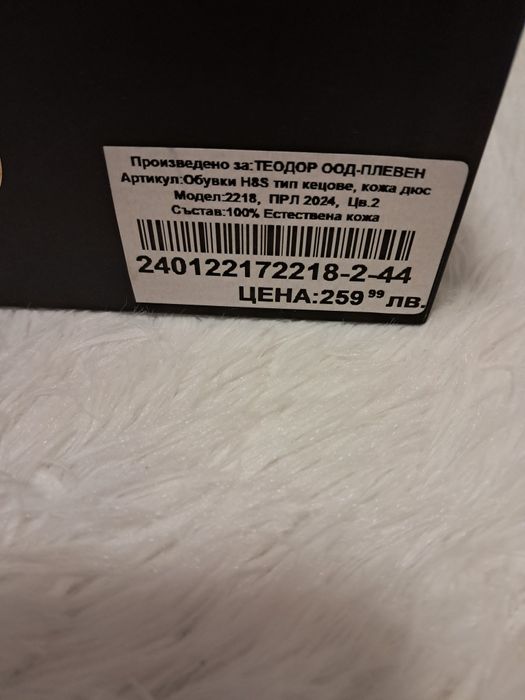 Произведено за:ТЕОДОР ООД-ПЛЕВЕН
Артикул:Обувки H&S тип кецове, кожа дюс
Модел:2218, ПРЛ 2024, Цв.2
Състав:100% Естествена кожа
240122172218-2-44
ЦЕНА:259 99 лв.